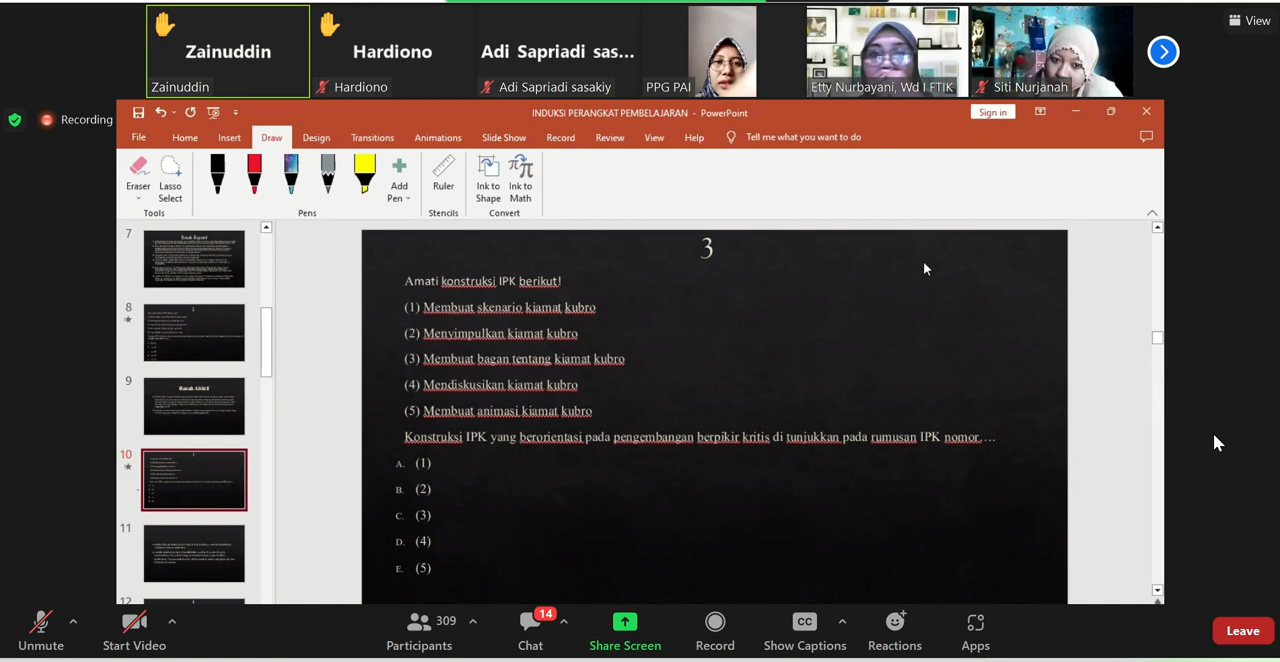 Zainuddin
Zainuddin
Hardiono
Hardiono
Adi Sapriadi sas...
Adi Sapriadi sasakiy
PPG PAI
Etty Nurbayani, Wd I FTIK
Siti Nurjanah
View
Recording
INDUKSI PERANGKAT PEMBELAJARAN - PowerPoint
Sign in
File Home Insert Draw Design Transitions Animations Slide Show Record Review View Help Tell me what you want to do
Eraser
Lasso Select
Add Pen
Ruler
Ink to Shape
Ink to Math
Tools
Pens
Stencils
Convert
7
8
9
10
11
12
3
Amati konstruksi IPK berikut!
(1) Membuat skenario kiamat kubro
(2) Menyimpulkan kiamat kubro
(3) Membuat bagan tentang kiamat kubro
(4) Mendiskusikan kiamat kubro
(5) Membuat animasi kiamat kubro
Konstruksi IPK yang berorientasi pada pengembangan berpikir kritis di tunjukkan pada rumusan IPK nomor....
A. (1)
B. (2)
C. (3)
D. (4)
E. (5)
Unmute
Start Video
309
Participants
14
Chat
Share Screen
Record
CC
Show Captions
Reactions
Apps
Leave